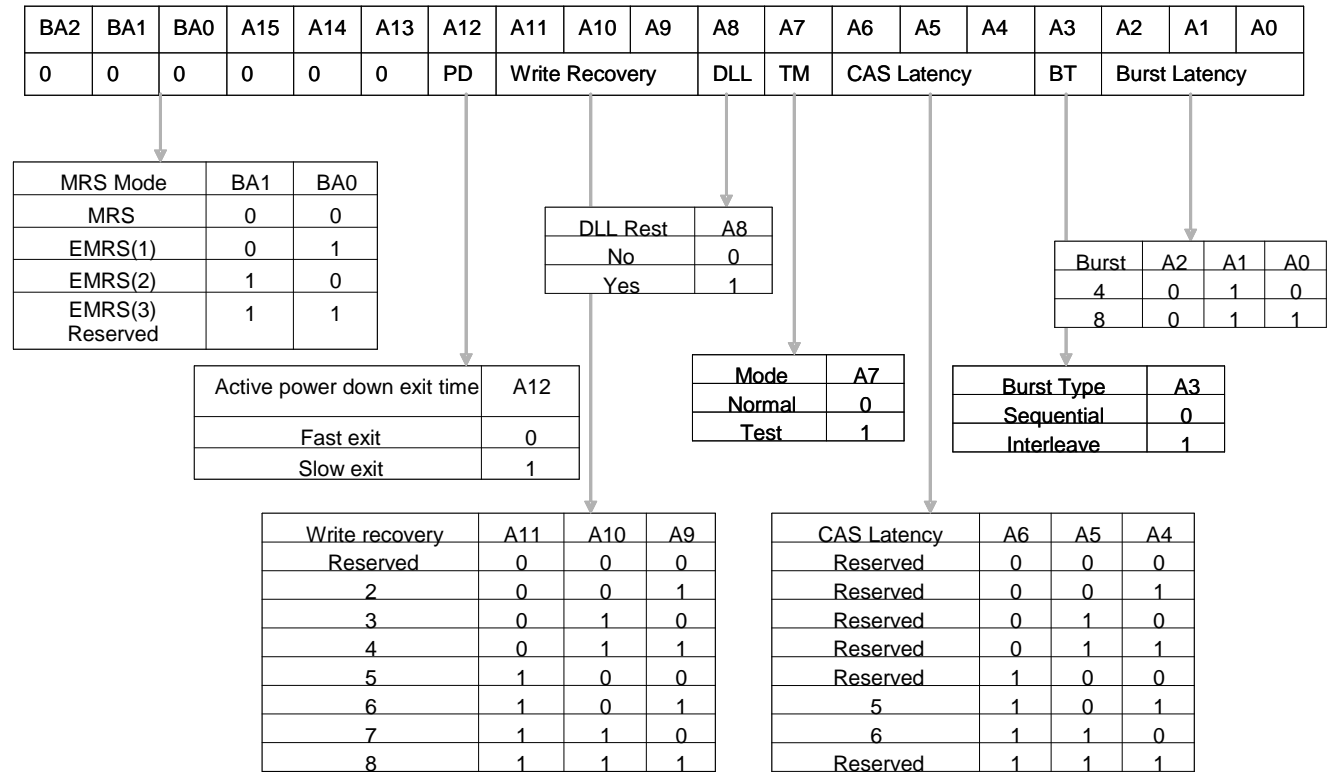 BA2 BA1 BA0 A15 A14 A13 A12 A11 A10 A9 A8 A7 A6 A5 A4 A3 A2 A1 A0
0 0 0 0 0 0 PD Write Recovery DLL TM CAS Latency BT Burst Latency
MRS Mode BA1 BA0
MRS 0 0
EMRS(1) 0 1
EMRS(2) 1 0
EMRS(3) 1 1
Reserved
DLL Rest A8
No 0
Yes 1
Burst A2 A1 A0
4 0 1 0
8 0 1 1
Active power down exit time A12
Fast exit 0
Slow exit 1
Mode A7
Normal 0
Test 1
Burst Type A3
Sequential 0
Interleave 1
Write recovery A11 A10 A9
Reserved 0 0 0
2 0 0 1
3 0 1 0
4 0 1 1
5 1 0 0
6 1 0 1
7 1 1 0
8 1 1 1
CAS Latency A6 A5 A4
Reserved 0 0 0
Reserved 0 0 1
Reserved 0 1 0
Reserved 0 1 1
Reserved 1 0 0
5 1 0 1
6 1 1 0
Reserved 1 1 1